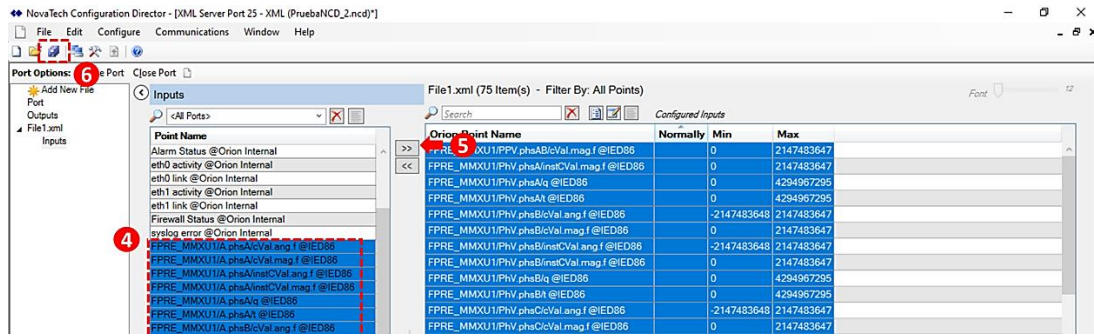 NovaTech Configuration Director - [XML Server Port 25 - XML (PruebaNCD_2.ncd)*]
File Edit Configure Communications Window Help
Port Options: Port Close Port
6
Add New File
Port
Outputs
File1.xml
Inputs
Inputs
<All Ports>
Point Name
Alarm Status @Orion Internal
eth0 activity @Orion Internal
eth0 link @Orion Internal
eth1 activity @Orion Internal
eth1 link @Orion Internal
Firewall Status @Orion Internal
syslog error @Orion Internal
4
FPRE_MMXU1/A.phsA/cVal.ang.f @IED86
FPRE_MMXU1/A.phsA/cVal.mag.f @IED86
FPRE_MMXU1/A.phsA/instCVal.ang.f @IED86
FPRE_MMXU1/A.phsA/instCVal.mag.f @IED86
FPRE_MMXU1/A.phsA/q @IED86
FPRE_MMXU1/A.phsA/t @IED86
FPRE_MMXU1/A.phsB/cVal.ang.f @IED86
>>
<<
5
File1.xml (75 Item(s) - Filter By: All Points)
Font 12
Search
Configured Inputs
Orion Point Name Normally Min Max
FPRE_MMXU1/PPV.phsAB/cVal.mag.f @IED86 0 2147483647
FPRE_MMXU1/PhV.phsA/instCVal.mag.f @IED86 0 2147483647
FPRE_MMXU1/PhV.phsA/q @IED86 0 4294967295
FPRE_MMXU1/PhV.phsA/t @IED86 0 4294967295
FPRE_MMXU1/PhV.phsB/cVal.ang.f @IED86 -2147483648 2147483647
FPRE_MMXU1/PhV.phsB/cVal.mag.f @IED86 0 2147483647
FPRE_MMXU1/PhV.phsB/instCVal.ang.f @IED86 -2147483648 2147483647
FPRE_MMXU1/PhV.phsB/instCVal.mag.f @IED86 0 2147483647
FPRE_MMXU1/PhV.phsB/q @IED86 0 4294967295
FPRE_MMXU1/PhV.phsB/t @IED86 0 4294967295
FPRE_MMXU1/PhV.phsC/cVal.ang.f @IED86 -2147483648 2147483647
FPRE_MMXU1/PhV.phsC/cVal.mag.f @IED86 0 2147483647